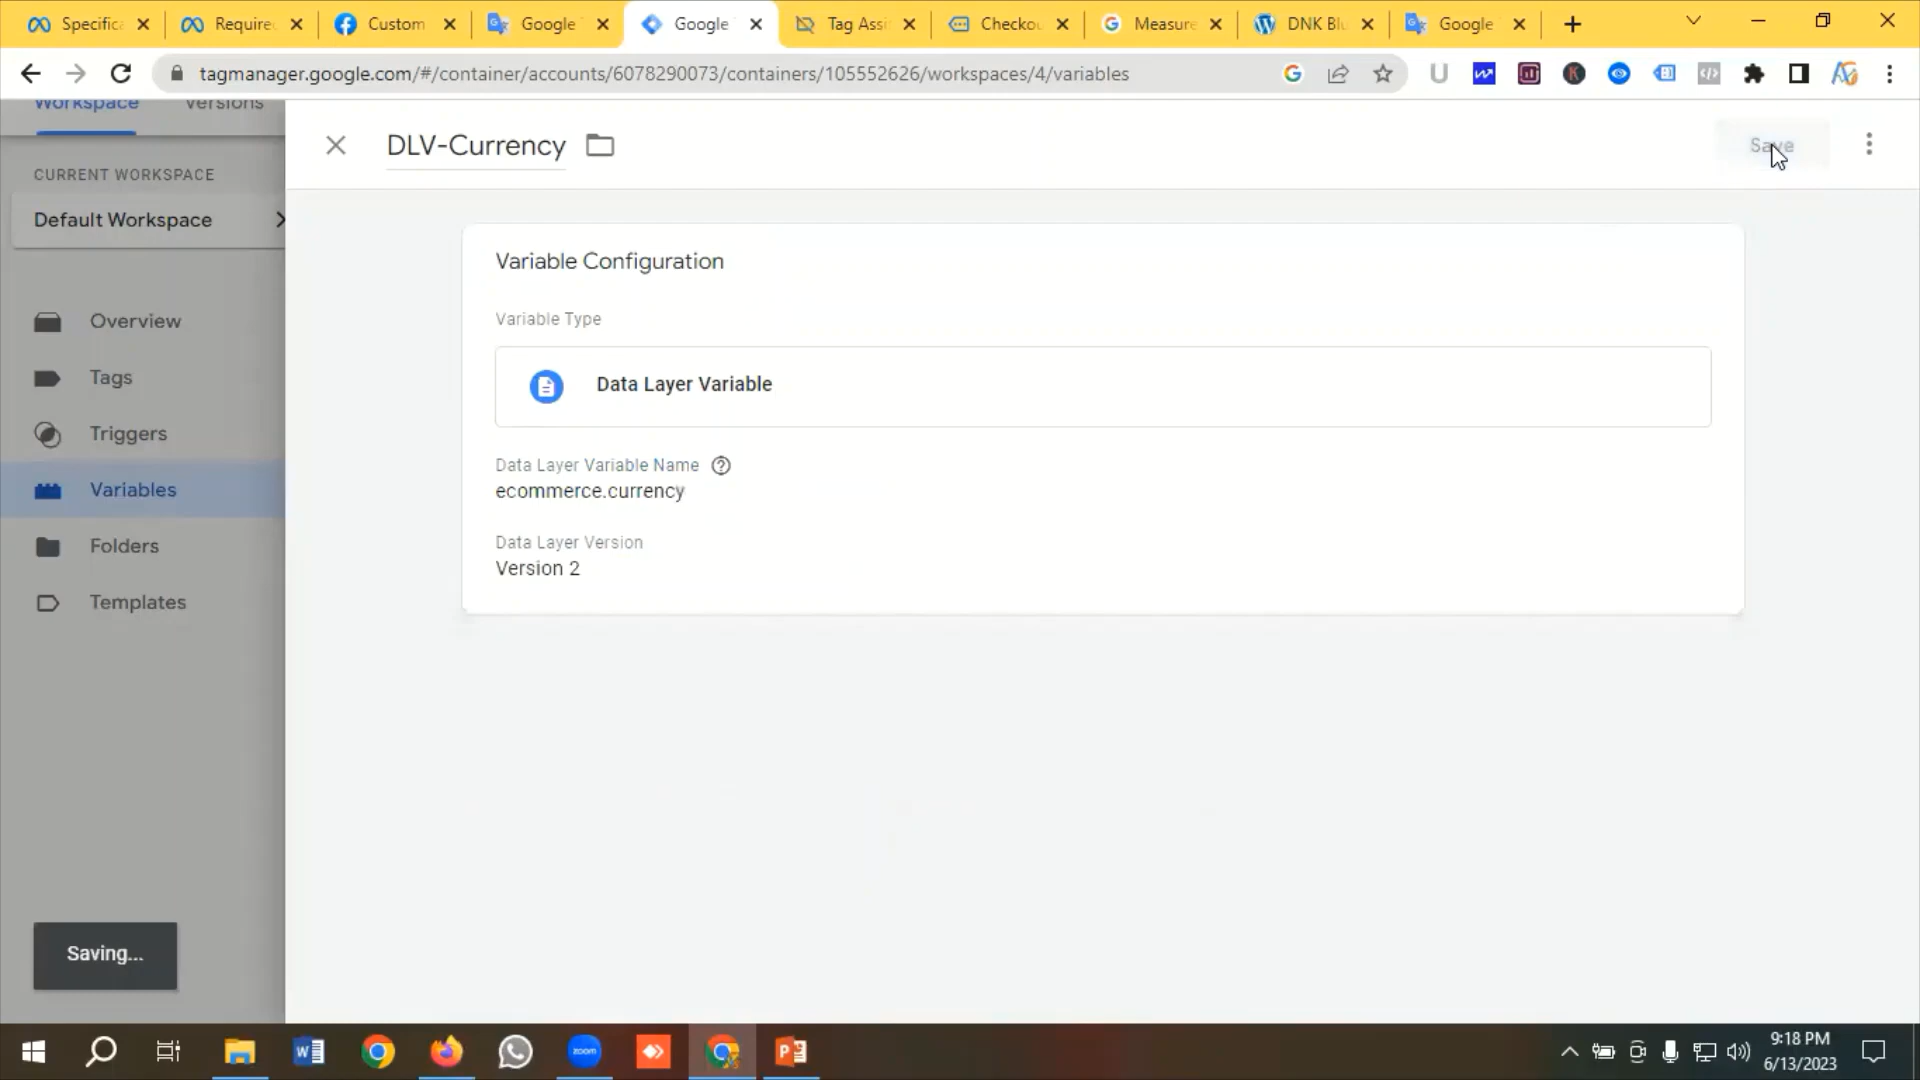 Specifica
Require
Custom
Google
Google
Tag Assi
Checkou
Measure
DNK Blu
Google
tagmanager.google.com/#/container/accounts/6078290073/containers/105552626/workspaces/4/variables
Workspace
Versions
DLV-Currency
Save
CURRENT WORKSPACE
Default Workspace
Overview
Tags
Triggers
Variables
Folders
Templates
Variable Configuration
Variable Type
Data Layer Variable
Data Layer Variable Name
ecommerce.currency
Data Layer Version
Version 2
Saving...
zoom
9:18 PM
6/13/2023